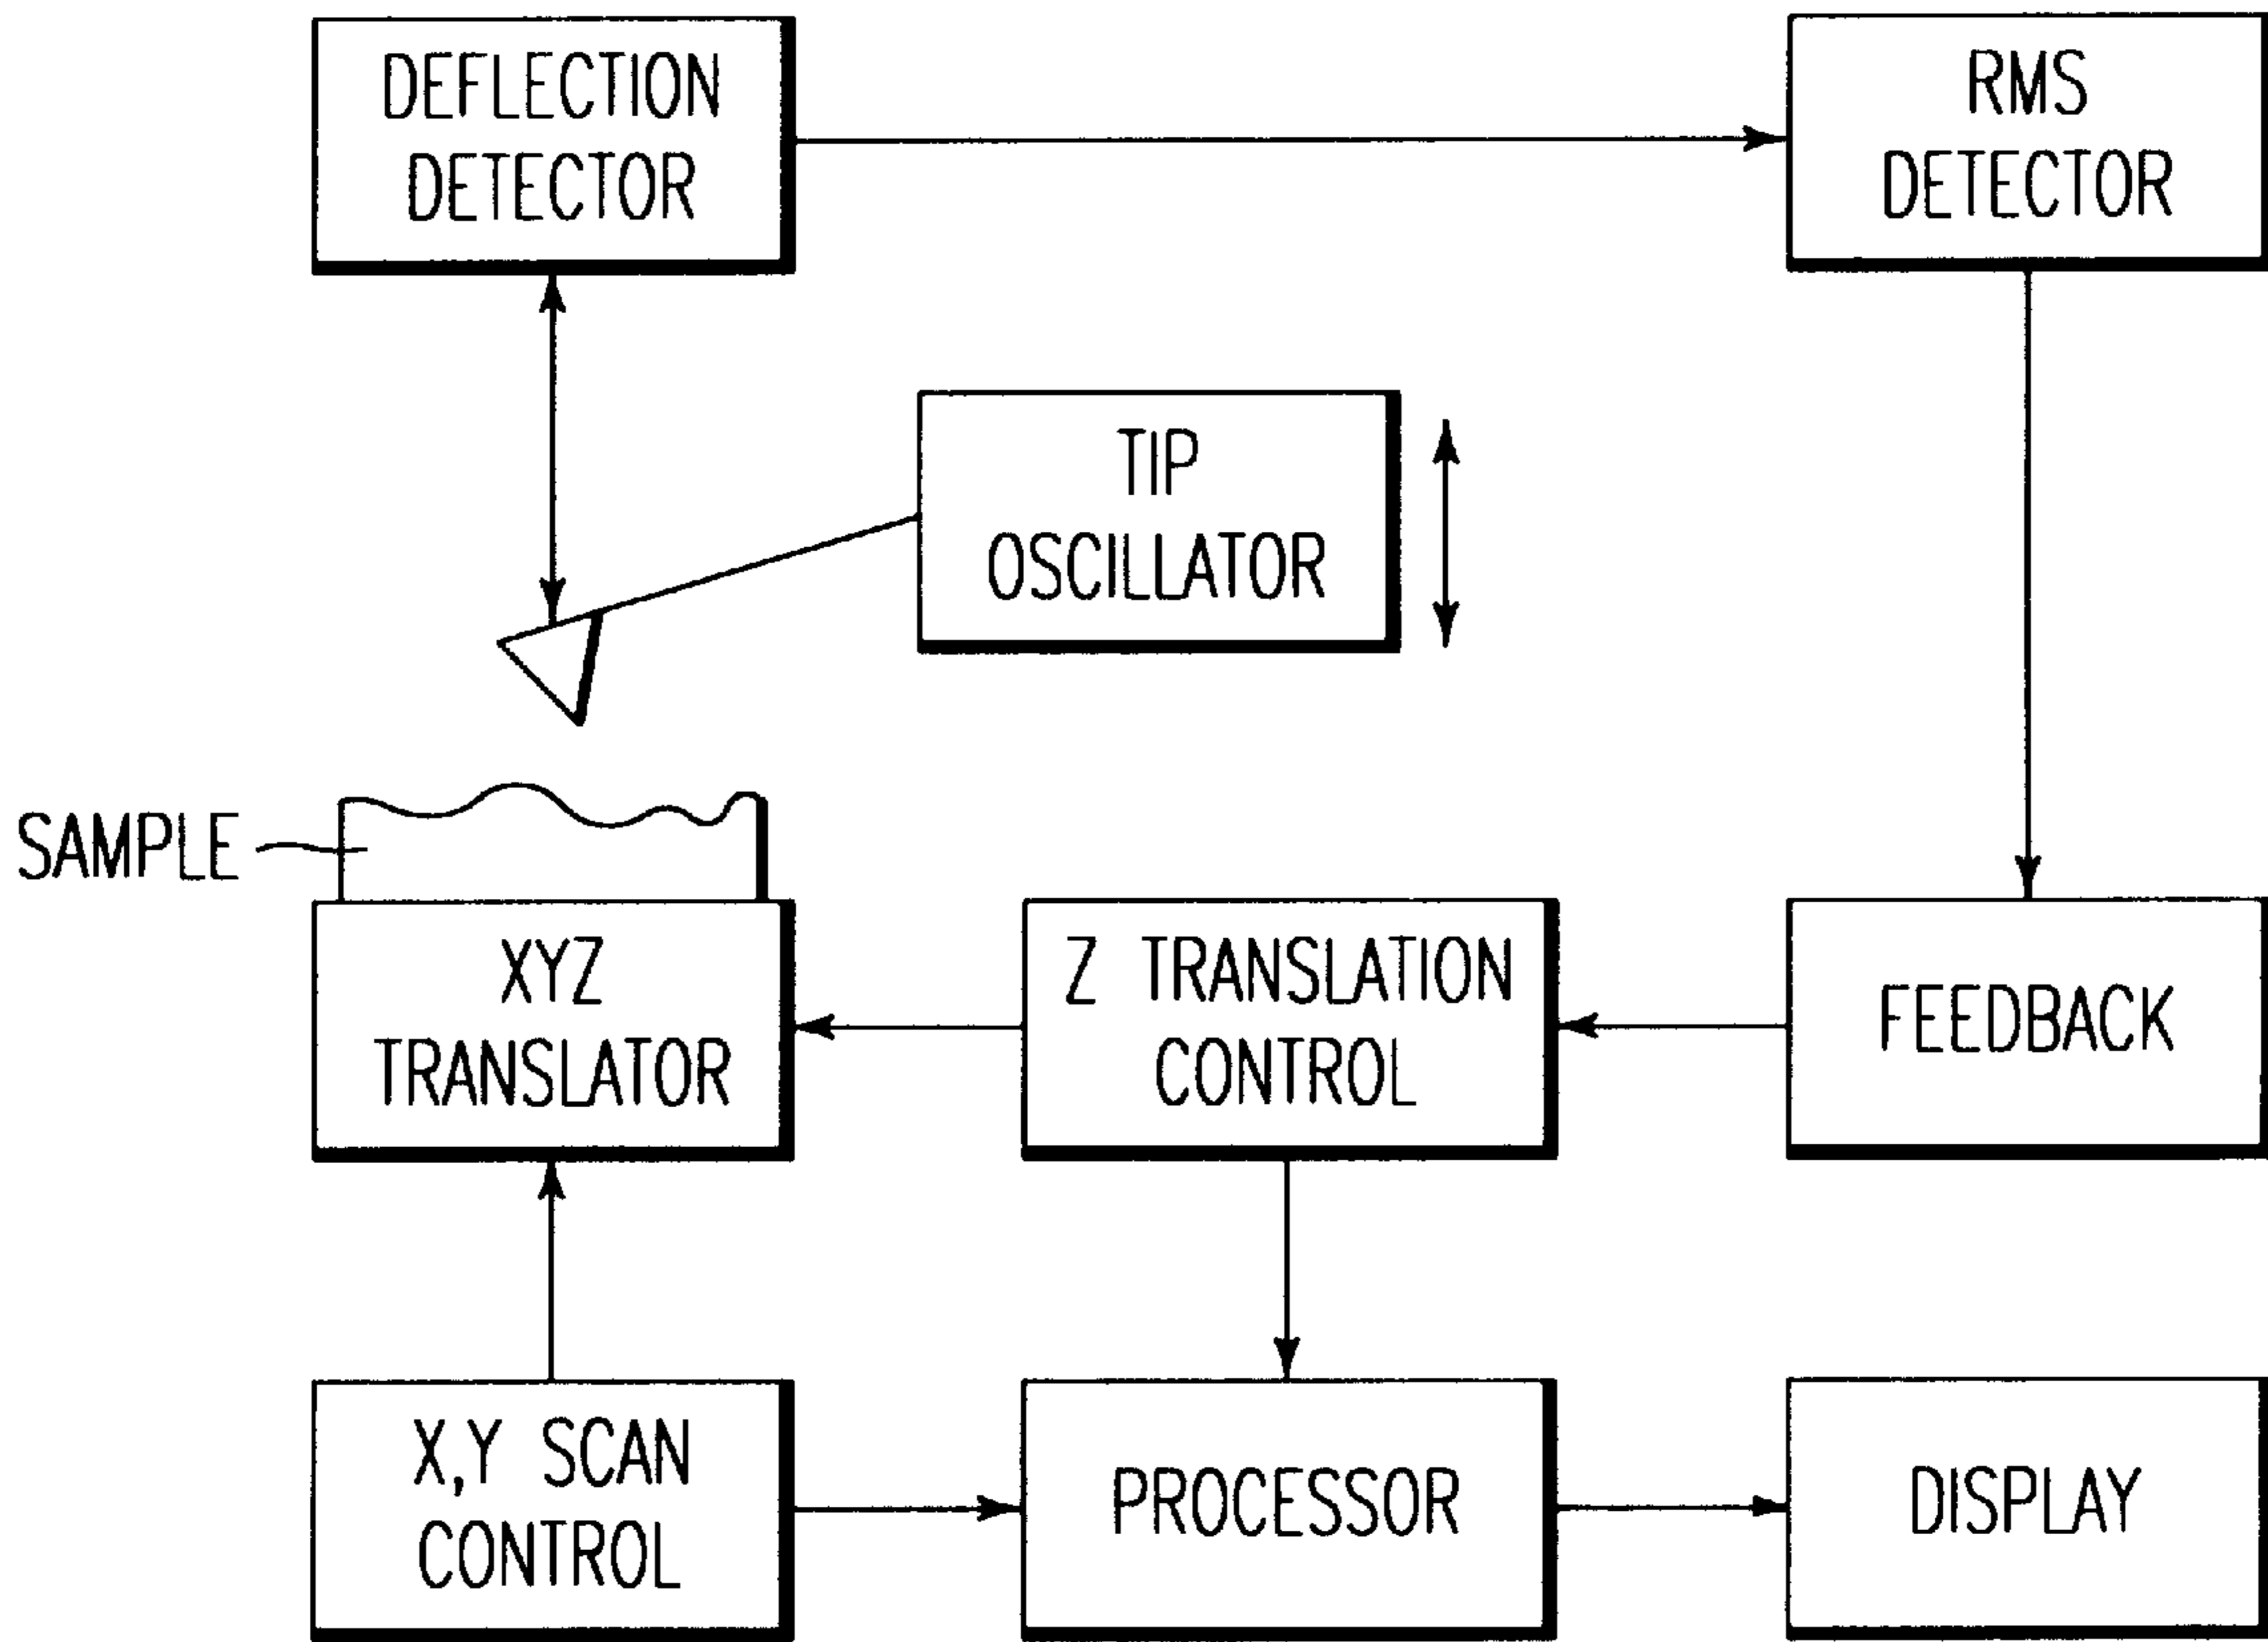 DEFLECTION
DETECTOR
RMS
DETECTOR
TIP
OSCILLATOR
SAMPLE
XYZ
TRANSLATOR
Z TRANSLATION
CONTROL
FEEDBACK
X,Y SCAN
CONTROL
PROCESSOR
DISPLAY